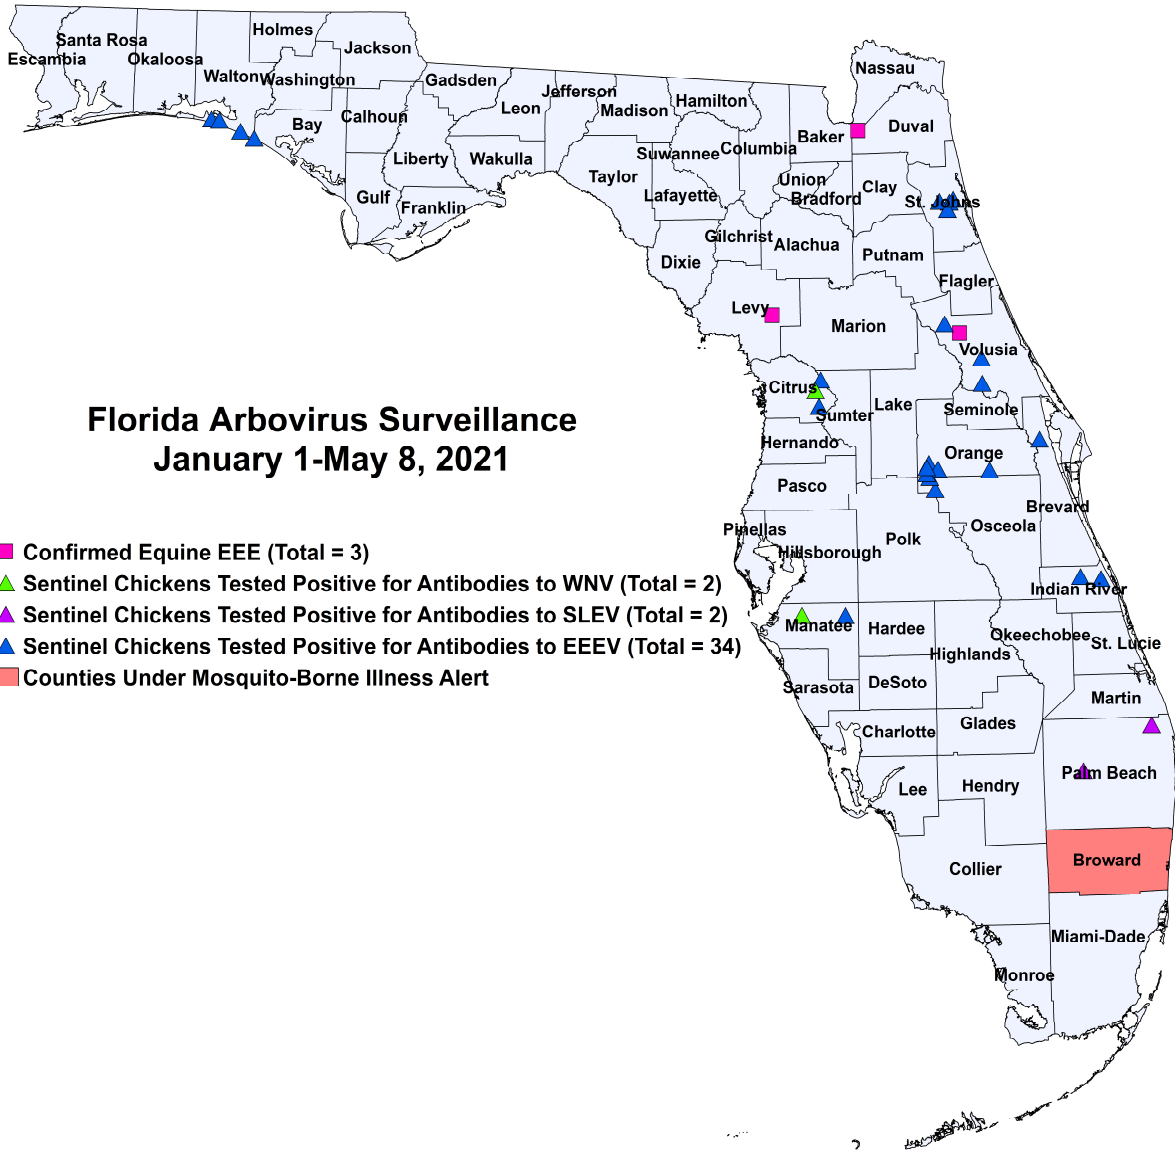 Holmes
Santa Rosa
Jackson
Escambia
Okaloosa
Walton
Washington
Gadsden
Nassau
Jefferson
Leon
Madison
Hamilton
Calhoun
Bay
Baker
Duval
Liberty
Wakulla
Suwannee
Columbia
Taylor
Union
Clay
Gulf
Franklin
Lafayette
Bradford
St. Johns
Gilchrist
Alachua
Dixie
Putnam
Flagler
Levy
Marion
Volusia
Citrus
Lake
Seminole
Sumter
Florida Arbovirus Surveillance
January 1-May 8, 2021
Hernando
Orange
Pasco
Brevard
Osceola
Pinellas
Polk
Hillsborough
Confirmed Equine EEE (Total = 3)
Sentinel Chickens Tested Positive for Antibodies to WNV (Total = 2)
Sentinel Chickens Tested Positive for Antibodies to SLEV (Total = 2)
Sentinel Chickens Tested Positive for Antibodies to EEEV (Total = 34)
Counties Under Mosquito-Borne Illness Alert
Indian River
Manatee
Hardee
Okeechobee
St. Lucie
Highlands
Sarasota
DeSoto
Martin
Charlotte
Glades
Palm Beach
Lee
Hendry
Broward
Collier
Miami-Dade
Monroe